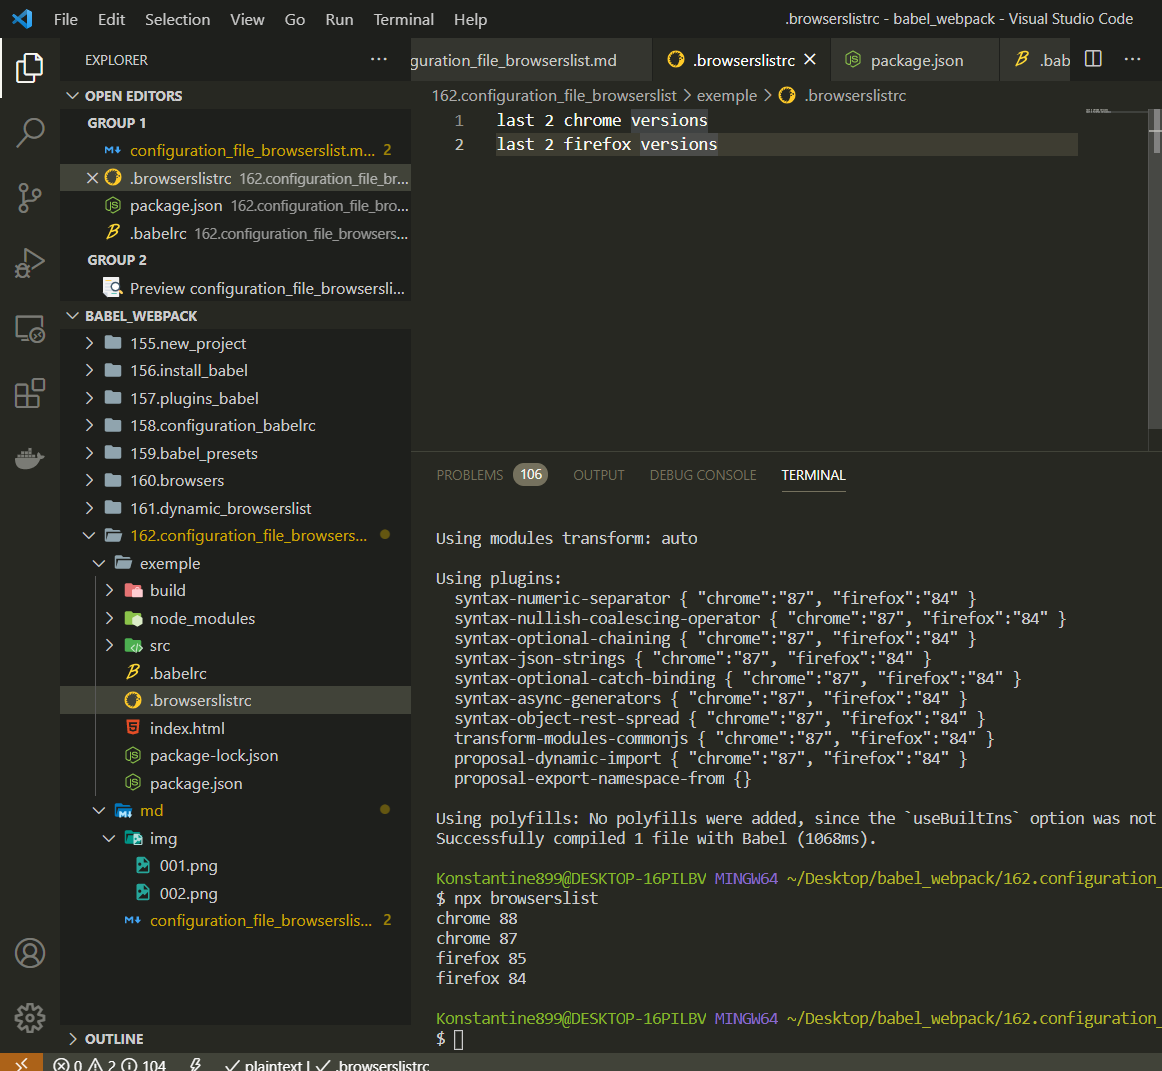 File Edit Selection View Go Run Terminal Help .browserslistrc - babel_webpack - Visual Studio Code
EXPLORER
guration_file_browserslist.md .browserslistrc package.json .bab
OPEN EDITORS
GROUP 1
configuration_file_browserslist.m... 2
.browserslistrc 162.configuration_file_br...
package.json 162.configuration_file_bro...
.babelrc 162.configuration_file_browsers...
GROUP 2
Preview configuration_file_browsersli...
BABEL_WEBPACK
155.new_project
156.install_babel
157.plugins_babel
158.configuration_babelrc
159.babel_presets
160.browsers
161.dynamic_browserslist
162.configuration_file_browsers...
exemple
build
node_modules
src
.babelrc
.browserslistrc
index.html
package-lock.json
package.json
md
img
001.png
002.png
configuration_file_browserslis... 2
OUTLINE
162.configuration_file_browserslist exemple .browserslistrc
1 last 2 chrome versions
2 last 2 firefox versions
PROBLEMS 106 OUTPUT DEBUG CONSOLE TERMINAL
Using modules transform: auto
Using plugins:
syntax-numeric-separator { "chrome":"87", "firefox":"84" }
syntax-nullish-coalescing-operator { "chrome":"87", "firefox":"84" }
syntax-optional-chaining { "chrome":"87", "firefox":"84" }
syntax-json-strings { "chrome":"87", "firefox":"84" }
syntax-optional-catch-binding { "chrome":"87", "firefox":"84" }
syntax-async-generators { "chrome":"87", "firefox":"84" }
syntax-object-rest-spread { "chrome":"87", "firefox":"84" }
transform-modules-commonjs { "chrome":"87", "firefox":"84" }
proposal-dynamic-import { "chrome":"87", "firefox":"84" }
proposal-export-namespace-from {}
Using polyfills: No polyfills were added, since the `useBuiltIns` option was not
Successfully compiled 1 file with Babel (1068ms).
Konstantine899@DESKTOP-16PILBV MINGW64 ~/Desktop/babel_webpack/162.configuration_
$ npx browserslist
chrome 88
chrome 87
firefox 85
firefox 84
Konstantine899@DESKTOP-16PILBV MINGW64 ~/Desktop/babel_webpack/162.configuration_
$
0 2 104 plaintext | .browserslistrc